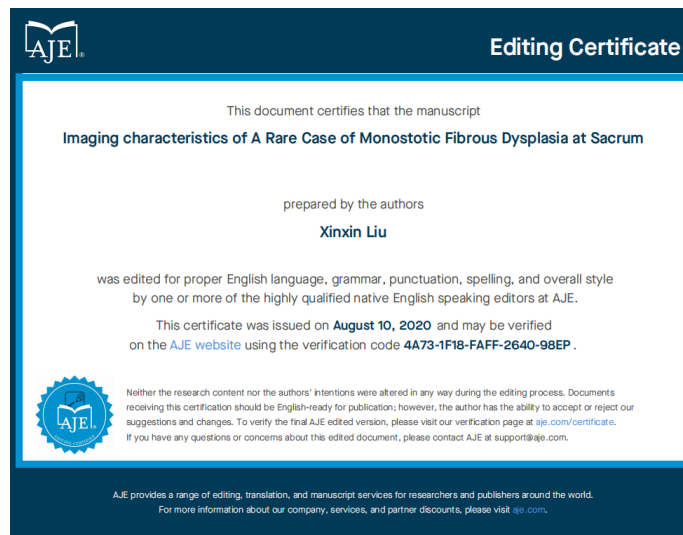 AJE®
Editing Certificate
This document certifies that the manuscript
Imaging characteristics of A Rare Case of Monostotic Fibrous Dysplasia at Sacrum
prepared by the authors
Xinxin Liu
was edited for proper English language, grammar, punctuation, spelling, and overall style
by one or more of the highly qualified native English speaking editors at AJE.
This certificate was issued on August 10, 2020 and may be verified
on the AJE website using the verification code 4A73-1F18-FAFF-2640-98EP .
Neither the research content nor the authors' intentions were altered in any way during the editing process. Documents
receiving this certification should be English-ready for publication; however, the author has the ability to accept or reject our
suggestions and changes. To verify the final AJE edited version, please visit our verification page at aje.com/certificate.
If you have any questions or concerns about this edited document, please contact AJE at support@aje.com.
AJE.
EDITING CERTIFICATE
AJE provides a range of editing, translation, and manuscript services for researchers and publishers around the world.
For more information about our company, services, and partner discounts, please visit aje.com.